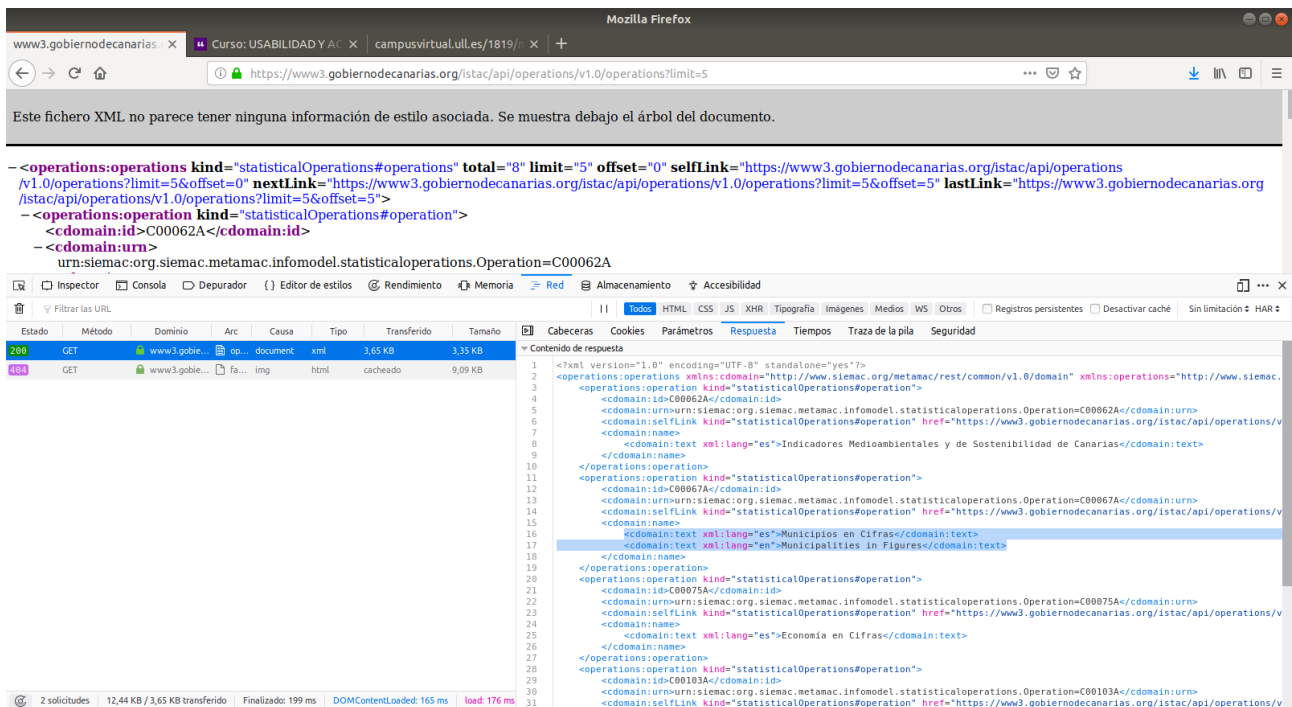 Mozilla Firefox
www3.gobiernodecanarias.
Curso: USABILIDAD Y AC
campusvirtual.ull.es/1819/
https://www3.gobiernodecanarias.org/istac/api/operations/v1.0/operations?limit=5
Este fichero XML no parece tener ninguna información de estilo asociada. Se muestra debajo el árbol del documento.
−<operations:operations kind="statisticalOperations#operations" total="8" limit="5" offset="0" selfLink="https://www3.gobiernodecanarias.org/istac/api/operations
/v1.0/operations?limit=5&offset=0" nextLink="https://www3.gobiernodecanarias.org/istac/api/operations/v1.0/operations?limit=5&offset=5" lastLink="https://www3.gobiernodecanarias.org
/istac/api/operations/v1.0/operations?limit=5&offset=5">
−<operations:operation kind="statisticalOperations#operation">
<cdomain:id>C00062A</cdomain:id>
−<cdomain:urn>
urn:siemac:org.siemac.metamac.infomodel.statisticaloperations.Operation=C00062A
Inspector Consola Depurador {} Editor de estilos Rendimiento Memoria Red Almacenamiento Accesibilidad
Filtrar las URL
Todos HTML CSS JS XHR Tipografía Imágenes Medios WS Otros Registros persistentes Desactivar caché Sin limitación HAR
Estado Método Dominio Arc Causa Tipo Transferido Tamaño
Cabeceras Cookies Parámetros Respuesta Tiempos Traza de la pila Seguridad
200 GET www3.gobie... op... document xml 3,65 KB 3,35 KB
404 GET www3.gobie... fa... img html cacheado 9,09 KB
Contenido de respuesta
1 <?xml version="1.0" encoding="UTF-8" standalone="yes"?>
2 <operations:operations xmlns:cdomain="http://www.siemac.org/metamac/rest/common/v1.0/domain" xmlns:operations="http://www.siemac.
3 <operations:operation kind="statisticalOperations#operation">
4 <cdomain:id>C00062A</cdomain:id>
5 <cdomain:urn>urn:siemac:org.siemac.metamac.infomodel.statisticaloperations.Operation=C00062A</cdomain:urn>
6 <cdomain:selfLink kind="statisticalOperations#operation" href="https://www3.gobiernodecanarias.org/istac/api/operations/v
7 <cdomain:name>
8 <cdomain:text xml:lang="es">Indicadores Medioambientales y de Sostenibilidad de Canarias</cdomain:text>
9 </cdomain:name>
10 </operations:operation>
11 <operations:operation kind="statisticalOperations#operation">
12 <cdomain:id>C00067A</cdomain:id>
13 <cdomain:urn>urn:siemac:org.siemac.metamac.infomodel.statisticaloperations.Operation=C00067A</cdomain:urn>
14 <cdomain:selfLink kind="statisticalOperations#operation" href="https://www3.gobiernodecanarias.org/istac/api/operations/v
15 <cdomain:name>
16 <cdomain:text xml:lang="es">Municipios en Cifras</cdomain:text>
17 <cdomain:text xml:lang="en">Municipalities in Figures</cdomain:text>
18 </cdomain:name>
19 </operations:operation>
20 <operations:operation kind="statisticalOperations#operation">
21 <cdomain:id>C00075A</cdomain:id>
22 <cdomain:urn>urn:siemac:org.siemac.metamac.infomodel.statisticaloperations.Operation=C00075A</cdomain:urn>
23 <cdomain:selfLink kind="statisticalOperations#operation" href="https://www3.gobiernodecanarias.org/istac/api/operations/v
24 <cdomain:name>
25 <cdomain:text xml:lang="es">Economía en Cifras</cdomain:text>
26 </cdomain:name>
27 </operations:operation>
28 <operations:operation kind="statisticalOperations#operation">
29 <cdomain:id>C00103A</cdomain:id>
30 <cdomain:urn>urn:siemac:org.siemac.metamac.infomodel.statisticaloperations.Operation=C00103A</cdomain:urn>
31 <cdomain:selfLink kind="statisticalOperations#operation" href="https://www3.gobiernodecanarias.org/istac/api/operations/v
2 solicitudes 12,44 KB / 3,65 KB transferido Finalizado: 199 ms DOMContentLoaded: 165 ms load: 176 ms